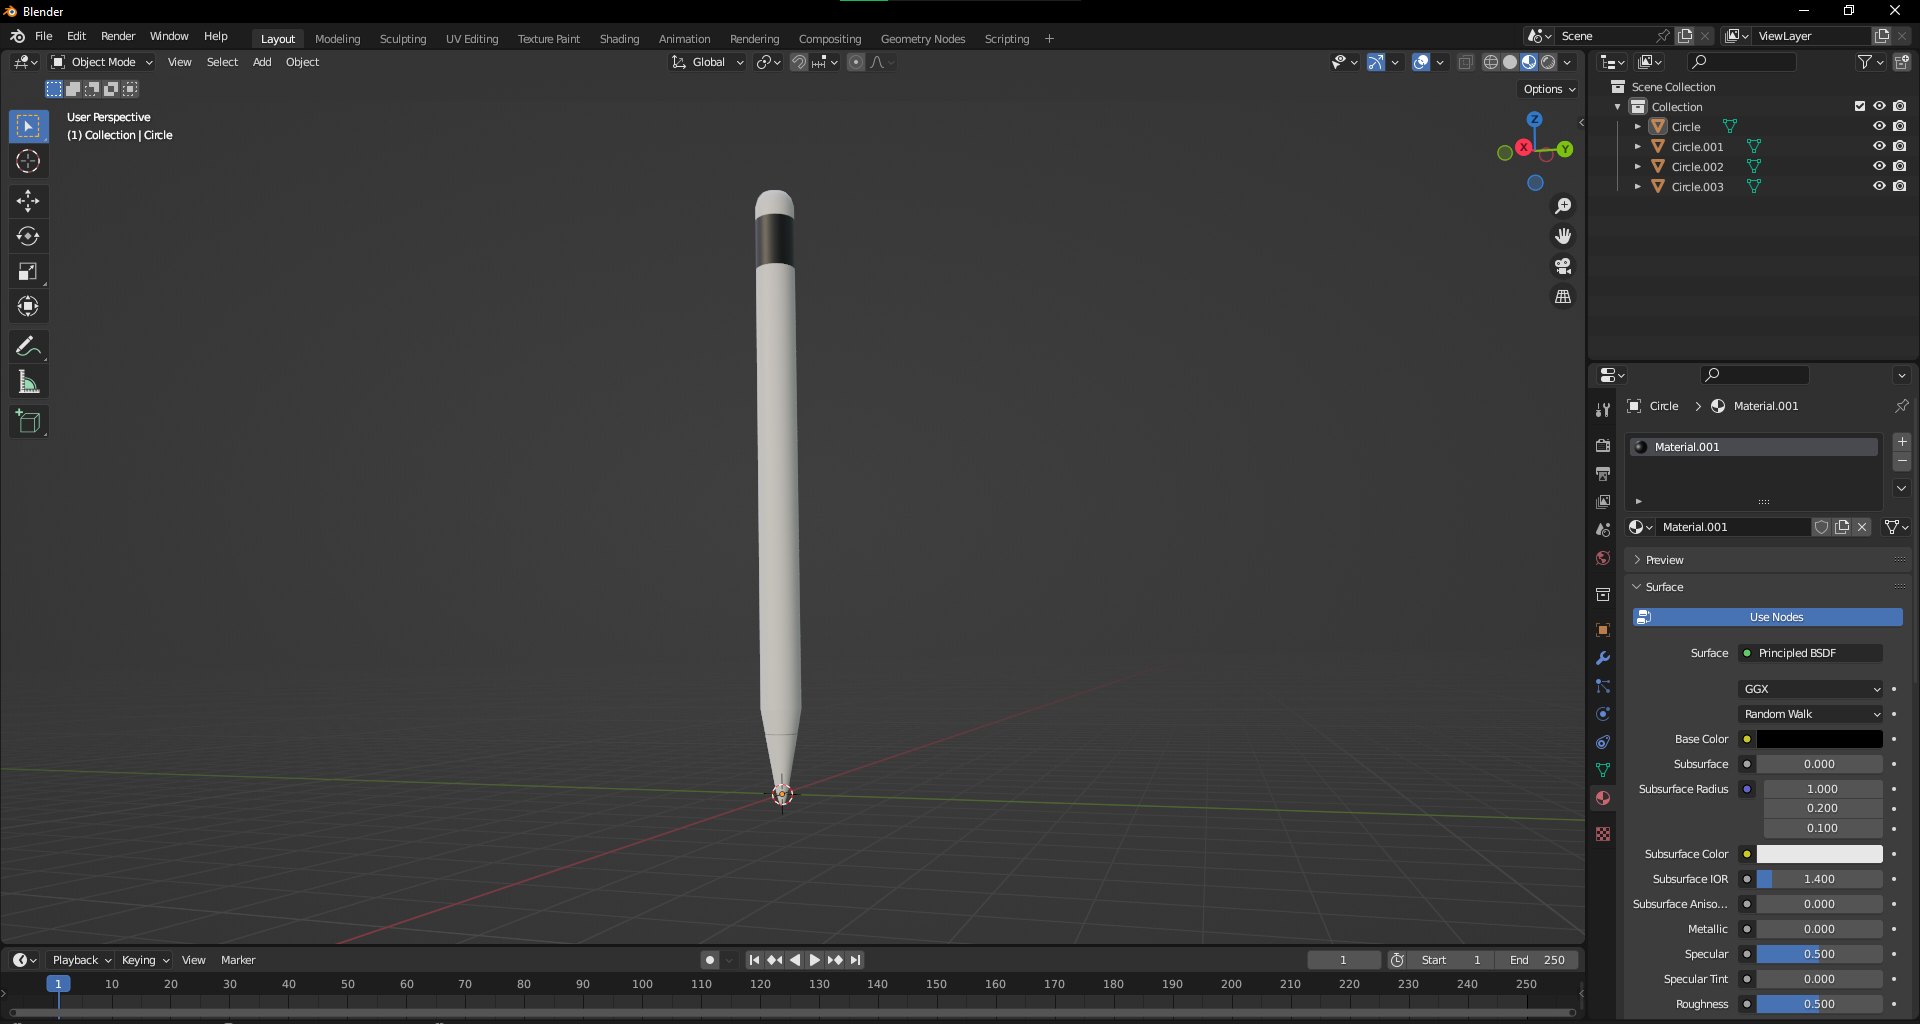 Blender
File Edit Render Window Help Layout Modeling Sculpting UV Editing Texture Paint Shading Animation Rendering Compositing Geometry Nodes Scripting + Scene ViewLayer
Object Mode View Select Add Object Global
Options
User Perspective
(1) Collection | Circle
Z
X
Y
Scene Collection
Collection
Circle
Circle.001
Circle.002
Circle.003
Circle > Material.001
Material.001
Material.001
Preview
Surface
Use Nodes
Surface Principled BSDF
GGX
Random Walk
Base Color
Subsurface 0.000
Subsurface Radius 1.000
0.200
0.100
Subsurface Color
Subsurface IOR 1.400
Subsurface Aniso... 0.000
Metallic 0.000
Specular 0.500
Specular Tint 0.000
Roughness 0.500
Playback Keying View Marker 1 Start 1 End 250
1 10 20 30 40 50 60 70 80 90 100 110 120 130 140 150 160 170 180 190 200 210 220 230 240 250